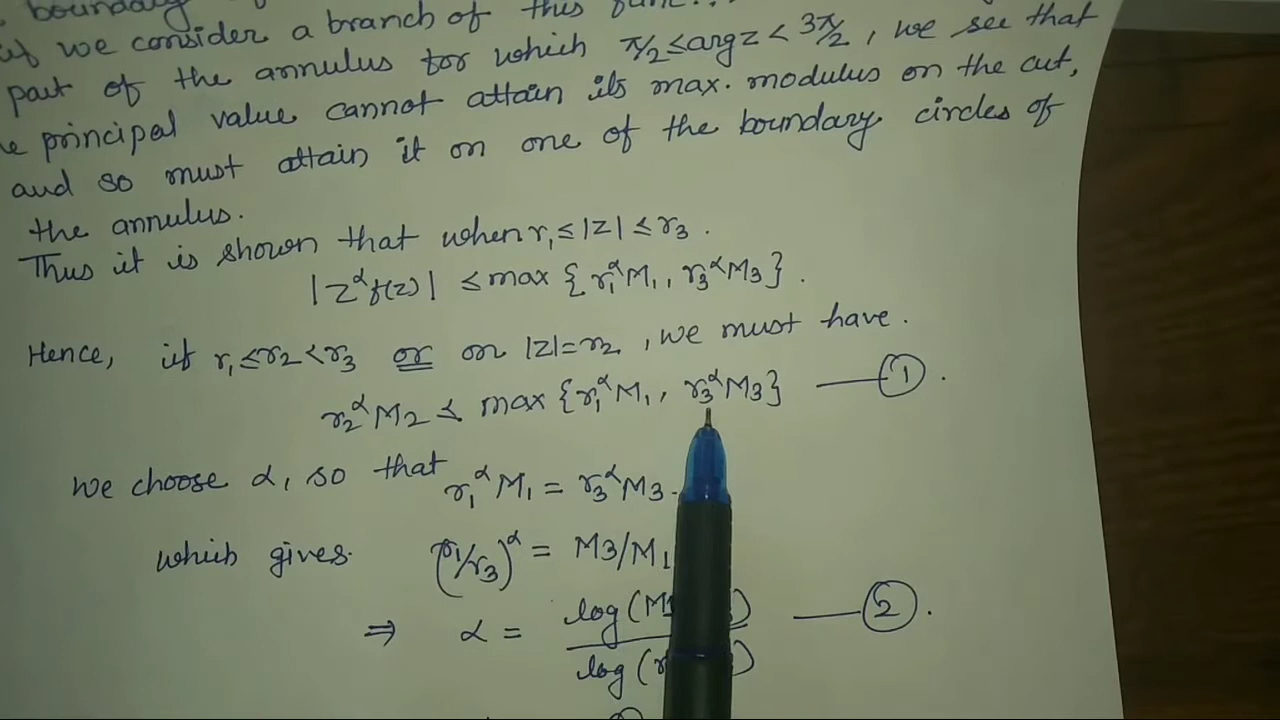 boundary
if we consider a branch of this
part of the annulus for which π/2 ≤ arg z < 3π/2, we see that
principal value cannot attain its max. modulus on the cut,
and so must attain it on one of the boundary circles of
the annulus.
Thus it is shown that when r₁ ≤ |z| ≤ r₃.
|z^α f(z)| ≤ max {r₁^α M₁, r₃^α M₃}.
Hence, if r₁ ≤ r₂ < r₃ or on |z| = r₂, we must have.
r₂^α M₂ ≤ max {r₁^α M₁, r₃^α M₃} —— ①.
We choose α, so that r₁^α M₁ = r₃^α M₃.
which gives. (r₁/r₃)^α = M₃/M₁
⇒ α = log(M )/log(r ) —— ②.